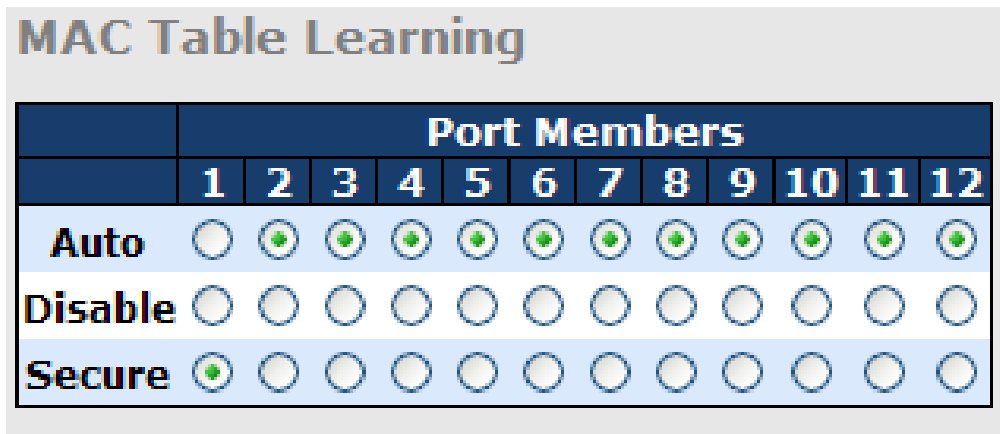 MAC Table Learning
Port Members
1 2 3 4 5 6 7 8 9 10 11 12
Auto
Disable
Secure